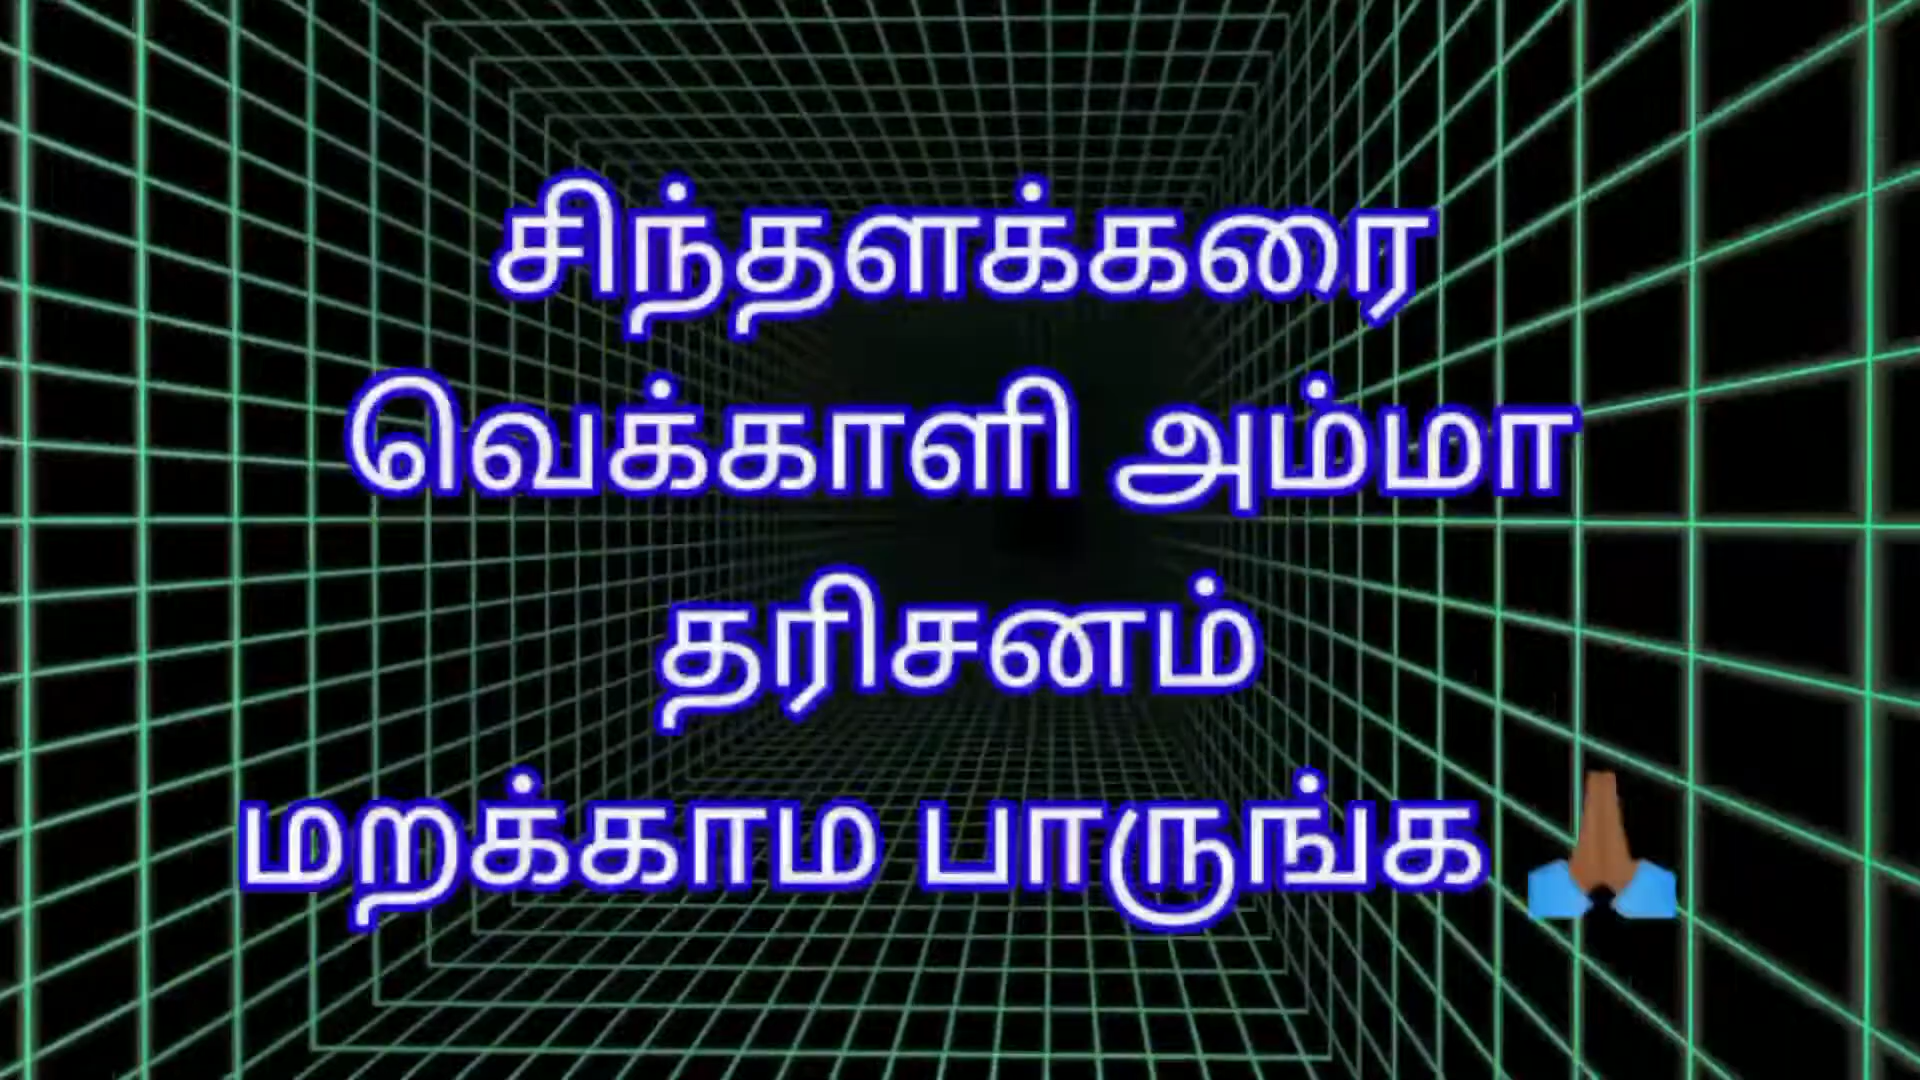 சிந்தளக்கரை
வெக்காளி அம்மா
தரிசனம்
மறக்காம பாருங்க 🙏🏾